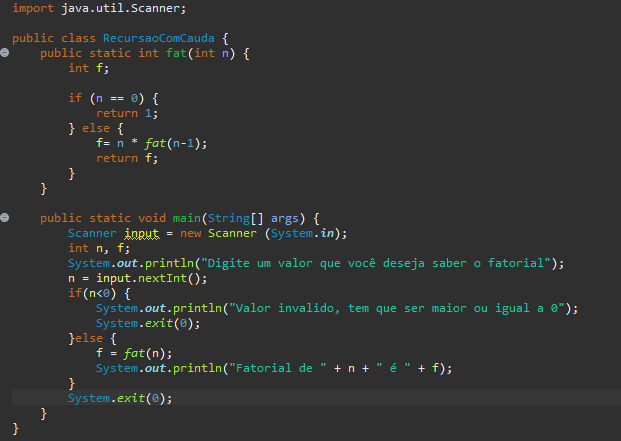 import java.util.Scanner;

public class RecursaoComCauda {
    public static int fat(int n) {
        int f;

        if (n == 0) {
            return 1;
        } else {
            f= n * fat(n-1);
            return f;
        }
    }

    public static void main(String[] args) {
        Scanner input = new Scanner (System.in);
        int n, f;
        System.out.println("Digite um valor que você deseja saber o fatorial");
        n = input.nextInt();
        if(n<0) {
            System.out.println("Valor invalido, tem que ser maior ou igual a 0");
            System.exit(0);
        }else {
            f = fat(n);
            System.out.println("Fatorial de " + n + " é " + f);
        }
        System.exit(0);
    }
}